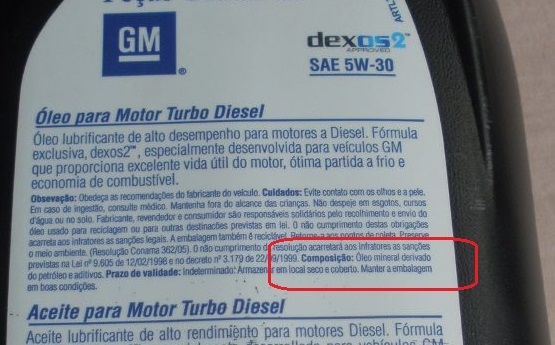 GM
dexos2™
APPROVED
SAE 5W-30
Óleo para Motor Turbo Diesel
Óleo lubrificante de alto desempenho para motores a Diesel. Fórmula
exclusiva, dexos2™, especialmente desenvolvida para veículos GM
que proporciona excelente vida útil do motor, ótima partida a frio e
economia de combustível.
Obsevação: Obedeça as recomendações do fabricante do veículo. Cuidados: Evite contato com os olhos e a pele.
Em caso de ingestão, consulte médico. Mantenha fora do alcance das crianças. Não despeje em esgotos, cursos
d'água ou no solo. Fabricante, revendedor e consumidor são responsáveis solidários pelo recolhimento e envio do
óleo usado para reciclagem ou para outras destinações previstas em lei. O não cumprimento destas obrigações
acarreta aos infratores as sanções legais. A embalagem também é reciclável. Retorne-a aos pontos de coleta. Preserve
o meio ambiente. (Resolução Conama 362/05). O não cumprimento da resolução acarretará aos infratores as sanções
previstas na Lei nº 9.605 de 12/02/1998 e no decreto nº 3.179 de 22/09/1999. Composição: Óleo mineral derivado
do petróleo e aditivos. Prazo de validade: Indeterminado: Armazenar em local seco e coberto. Manter a embalagem
em boas condições.
Aceite para Motor Turbo Diesel
Aceite lubricante de alto rendimiento para motores Diesel. Fórmula